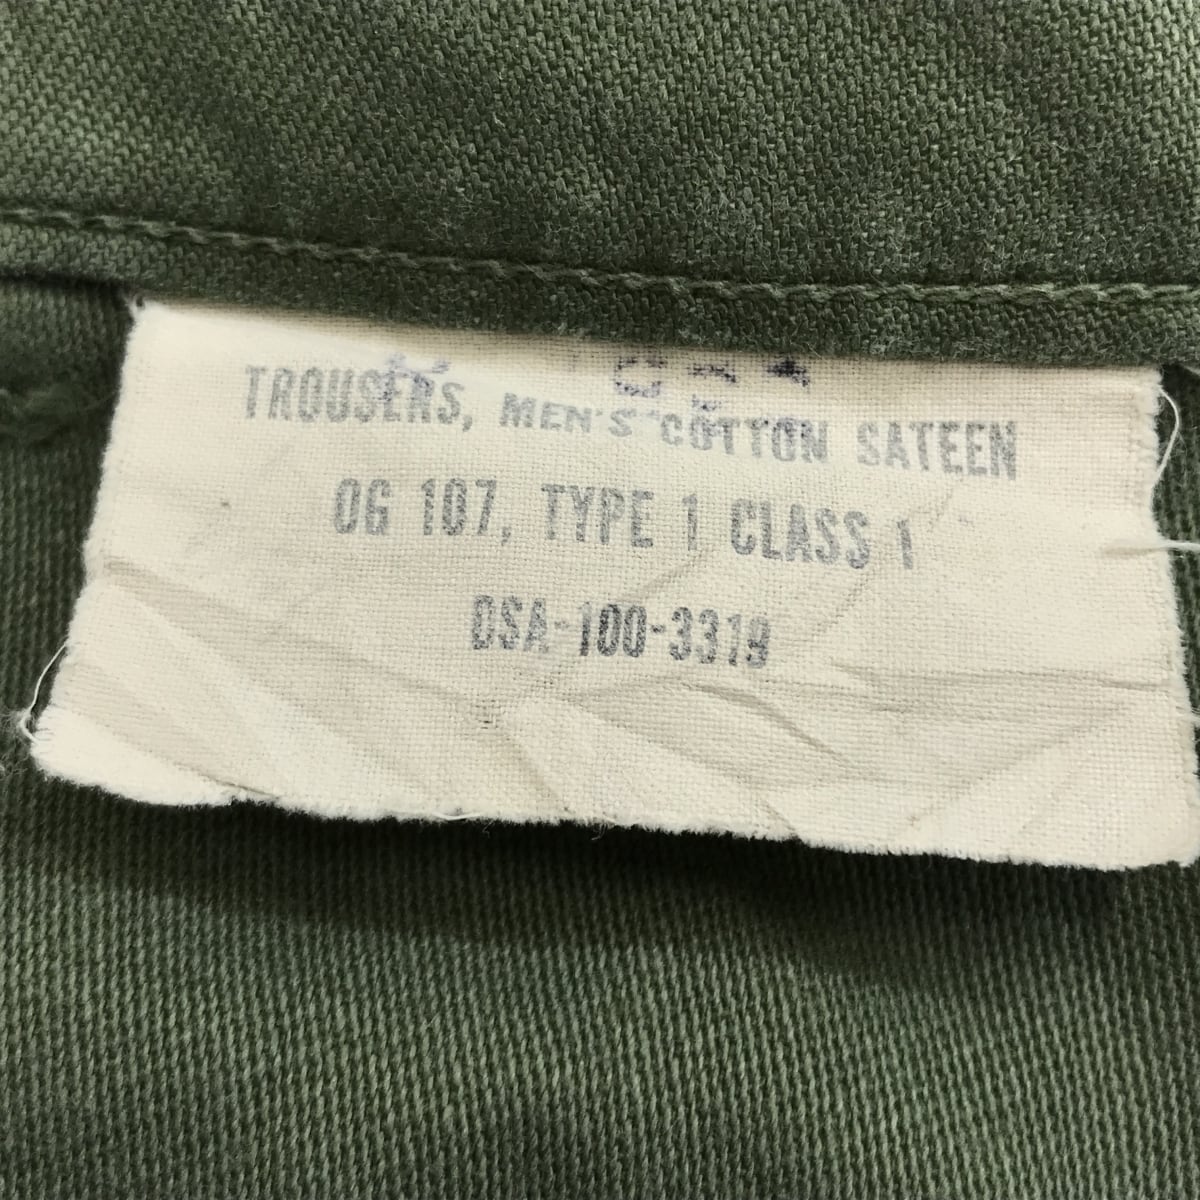 TROUSERS, MEN'S COTTON SATEEN
OG 107, TYPE 1 CLASS 1
DSA-100-3319